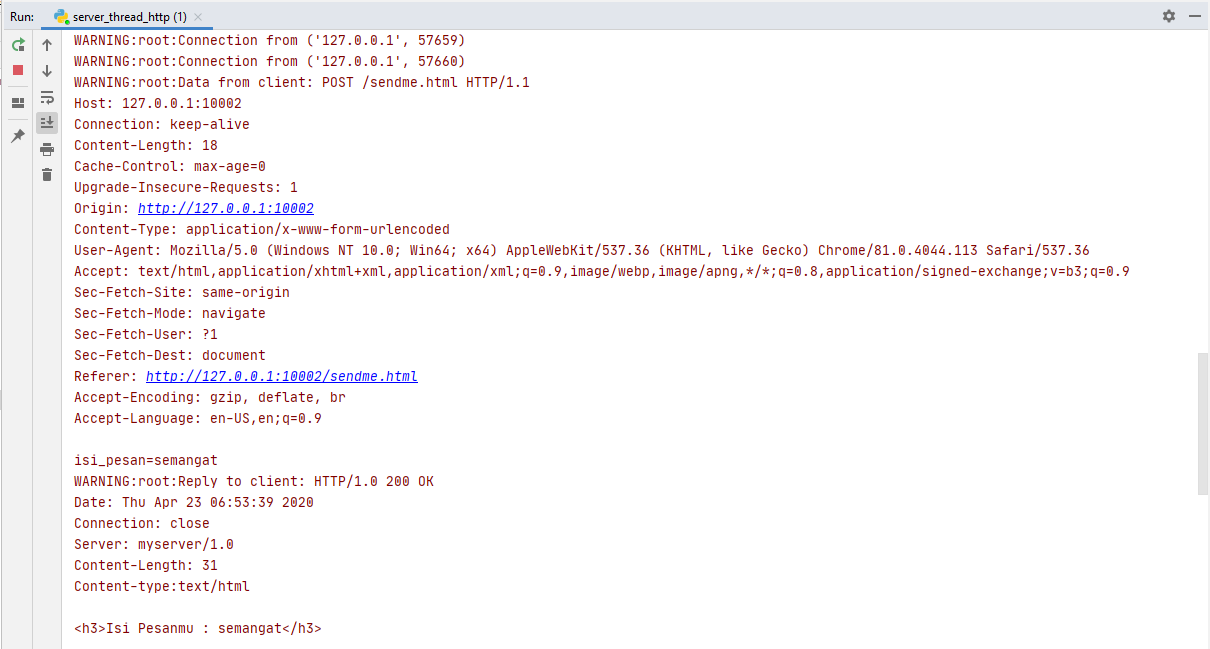 Run: server_thread_http (1)
WARNING:root:Connection from ('127.0.0.1', 57659)
WARNING:root:Connection from ('127.0.0.1', 57660)
WARNING:root:Data from client: POST /sendme.html HTTP/1.1
Host: 127.0.0.1:10002
Connection: keep-alive
Content-Length: 18
Cache-Control: max-age=0
Upgrade-Insecure-Requests: 1
Origin: http://127.0.0.1:10002
Content-Type: application/x-www-form-urlencoded
User-Agent: Mozilla/5.0 (Windows NT 10.0; Win64; x64) AppleWebKit/537.36 (KHTML, like Gecko) Chrome/81.0.4044.113 Safari/537.36
Accept: text/html,application/xhtml+xml,application/xml;q=0.9,image/webp,image/apng,*/*;q=0.8,application/signed-exchange;v=b3;q=0.9
Sec-Fetch-Site: same-origin
Sec-Fetch-Mode: navigate
Sec-Fetch-User: ?1
Sec-Fetch-Dest: document
Referer: http://127.0.0.1:10002/sendme.html
Accept-Encoding: gzip, deflate, br
Accept-Language: en-US,en;q=0.9
isi_pesan=semangat
WARNING:root:Reply to client: HTTP/1.0 200 OK
Date: Thu Apr 23 06:53:39 2020
Connection: close
Server: myserver/1.0
Content-Length: 31
Content-type:text/html
<h3>Isi Pesanmu : semangat</h3>